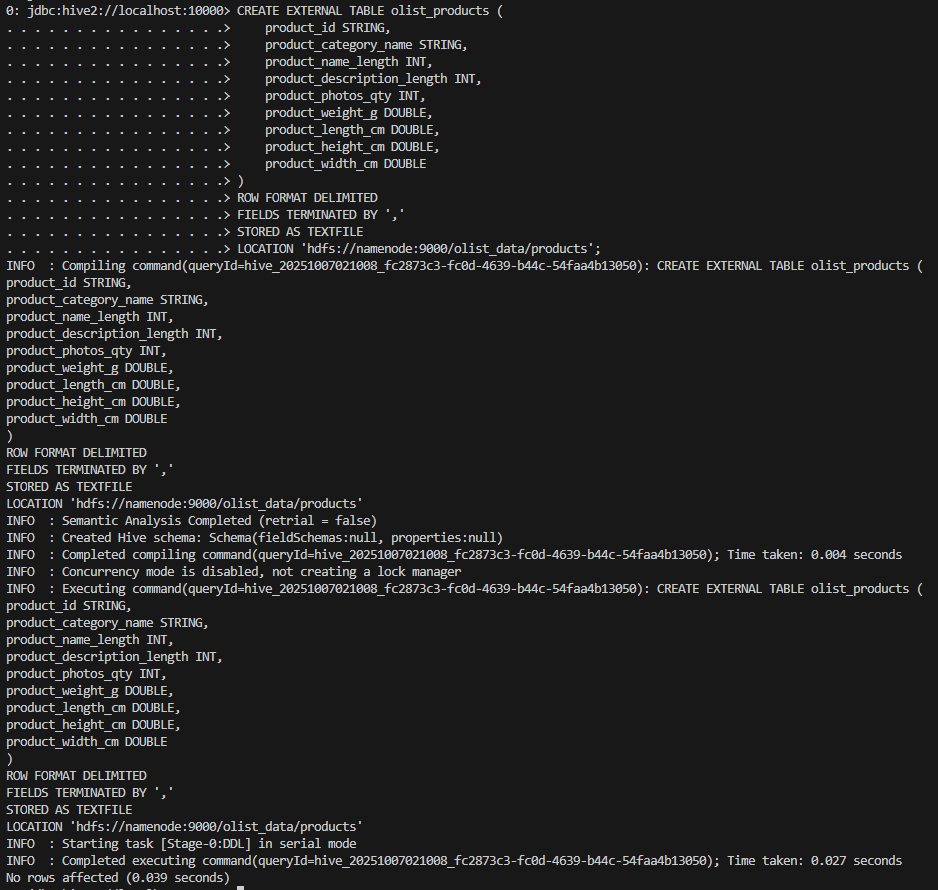 0: jdbc:hive2://localhost:10000> CREATE EXTERNAL TABLE olist_products (
. . . . . . . . . . . . . . . .>     product_id STRING,
. . . . . . . . . . . . . . . .>     product_category_name STRING,
. . . . . . . . . . . . . . . .>     product_name_length INT,
. . . . . . . . . . . . . . . .>     product_description_length INT,
. . . . . . . . . . . . . . . .>     product_photos_qty INT,
. . . . . . . . . . . . . . . .>     product_weight_g DOUBLE,
. . . . . . . . . . . . . . . .>     product_length_cm DOUBLE,
. . . . . . . . . . . . . . . .>     product_height_cm DOUBLE,
. . . . . . . . . . . . . . . .>     product_width_cm DOUBLE
. . . . . . . . . . . . . . . .> )
. . . . . . . . . . . . . . . .> ROW FORMAT DELIMITED
. . . . . . . . . . . . . . . .> FIELDS TERMINATED BY ','
. . . . . . . . . . . . . . . .> STORED AS TEXTFILE
. . . . . . . . . . . . . . . .> LOCATION 'hdfs://namenode:9000/olist_data/products';
INFO  : Compiling command(queryId=hive_20251007021008_fc2873c3-fc0d-4639-b44c-54faa4b13050): CREATE EXTERNAL TABLE olist_products (
product_id STRING,
product_category_name STRING,
product_name_length INT,
product_description_length INT,
product_photos_qty INT,
product_weight_g DOUBLE,
product_length_cm DOUBLE,
product_height_cm DOUBLE,
product_width_cm DOUBLE
)
ROW FORMAT DELIMITED
FIELDS TERMINATED BY ','
STORED AS TEXTFILE
LOCATION 'hdfs://namenode:9000/olist_data/products'
INFO  : Semantic Analysis Completed (retrial = false)
INFO  : Created Hive schema: Schema(fieldSchemas:null, properties:null)
INFO  : Completed compiling command(queryId=hive_20251007021008_fc2873c3-fc0d-4639-b44c-54faa4b13050); Time taken: 0.004 seconds
INFO  : Concurrency mode is disabled, not creating a lock manager
INFO  : Executing command(queryId=hive_20251007021008_fc2873c3-fc0d-4639-b44c-54faa4b13050): CREATE EXTERNAL TABLE olist_products (
product_id STRING,
product_category_name STRING,
product_name_length INT,
product_description_length INT,
product_photos_qty INT,
product_weight_g DOUBLE,
product_length_cm DOUBLE,
product_height_cm DOUBLE,
product_width_cm DOUBLE
)
ROW FORMAT DELIMITED
FIELDS TERMINATED BY ','
STORED AS TEXTFILE
LOCATION 'hdfs://namenode:9000/olist_data/products'
INFO  : Starting task [Stage-0:DDL] in serial mode
INFO  : Completed executing command(queryId=hive_20251007021008_fc2873c3-fc0d-4639-b44c-54faa4b13050); Time taken: 0.027 seconds
No rows affected (0.039 seconds)